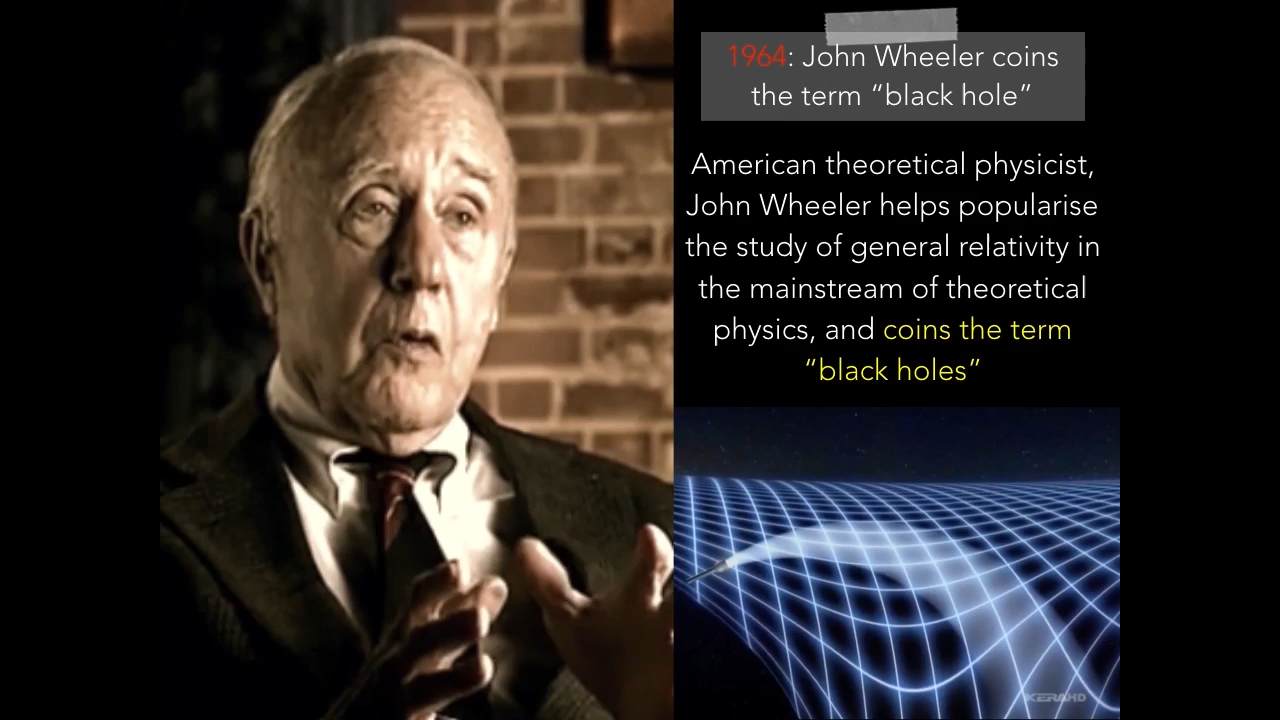 1964: John Wheeler coins
the term “black hole”
American theoretical physicist,
John Wheeler helps popularise
the study of general relativity in
the mainstream of theoretical
physics, and coins the term
“black holes”
KERAHD